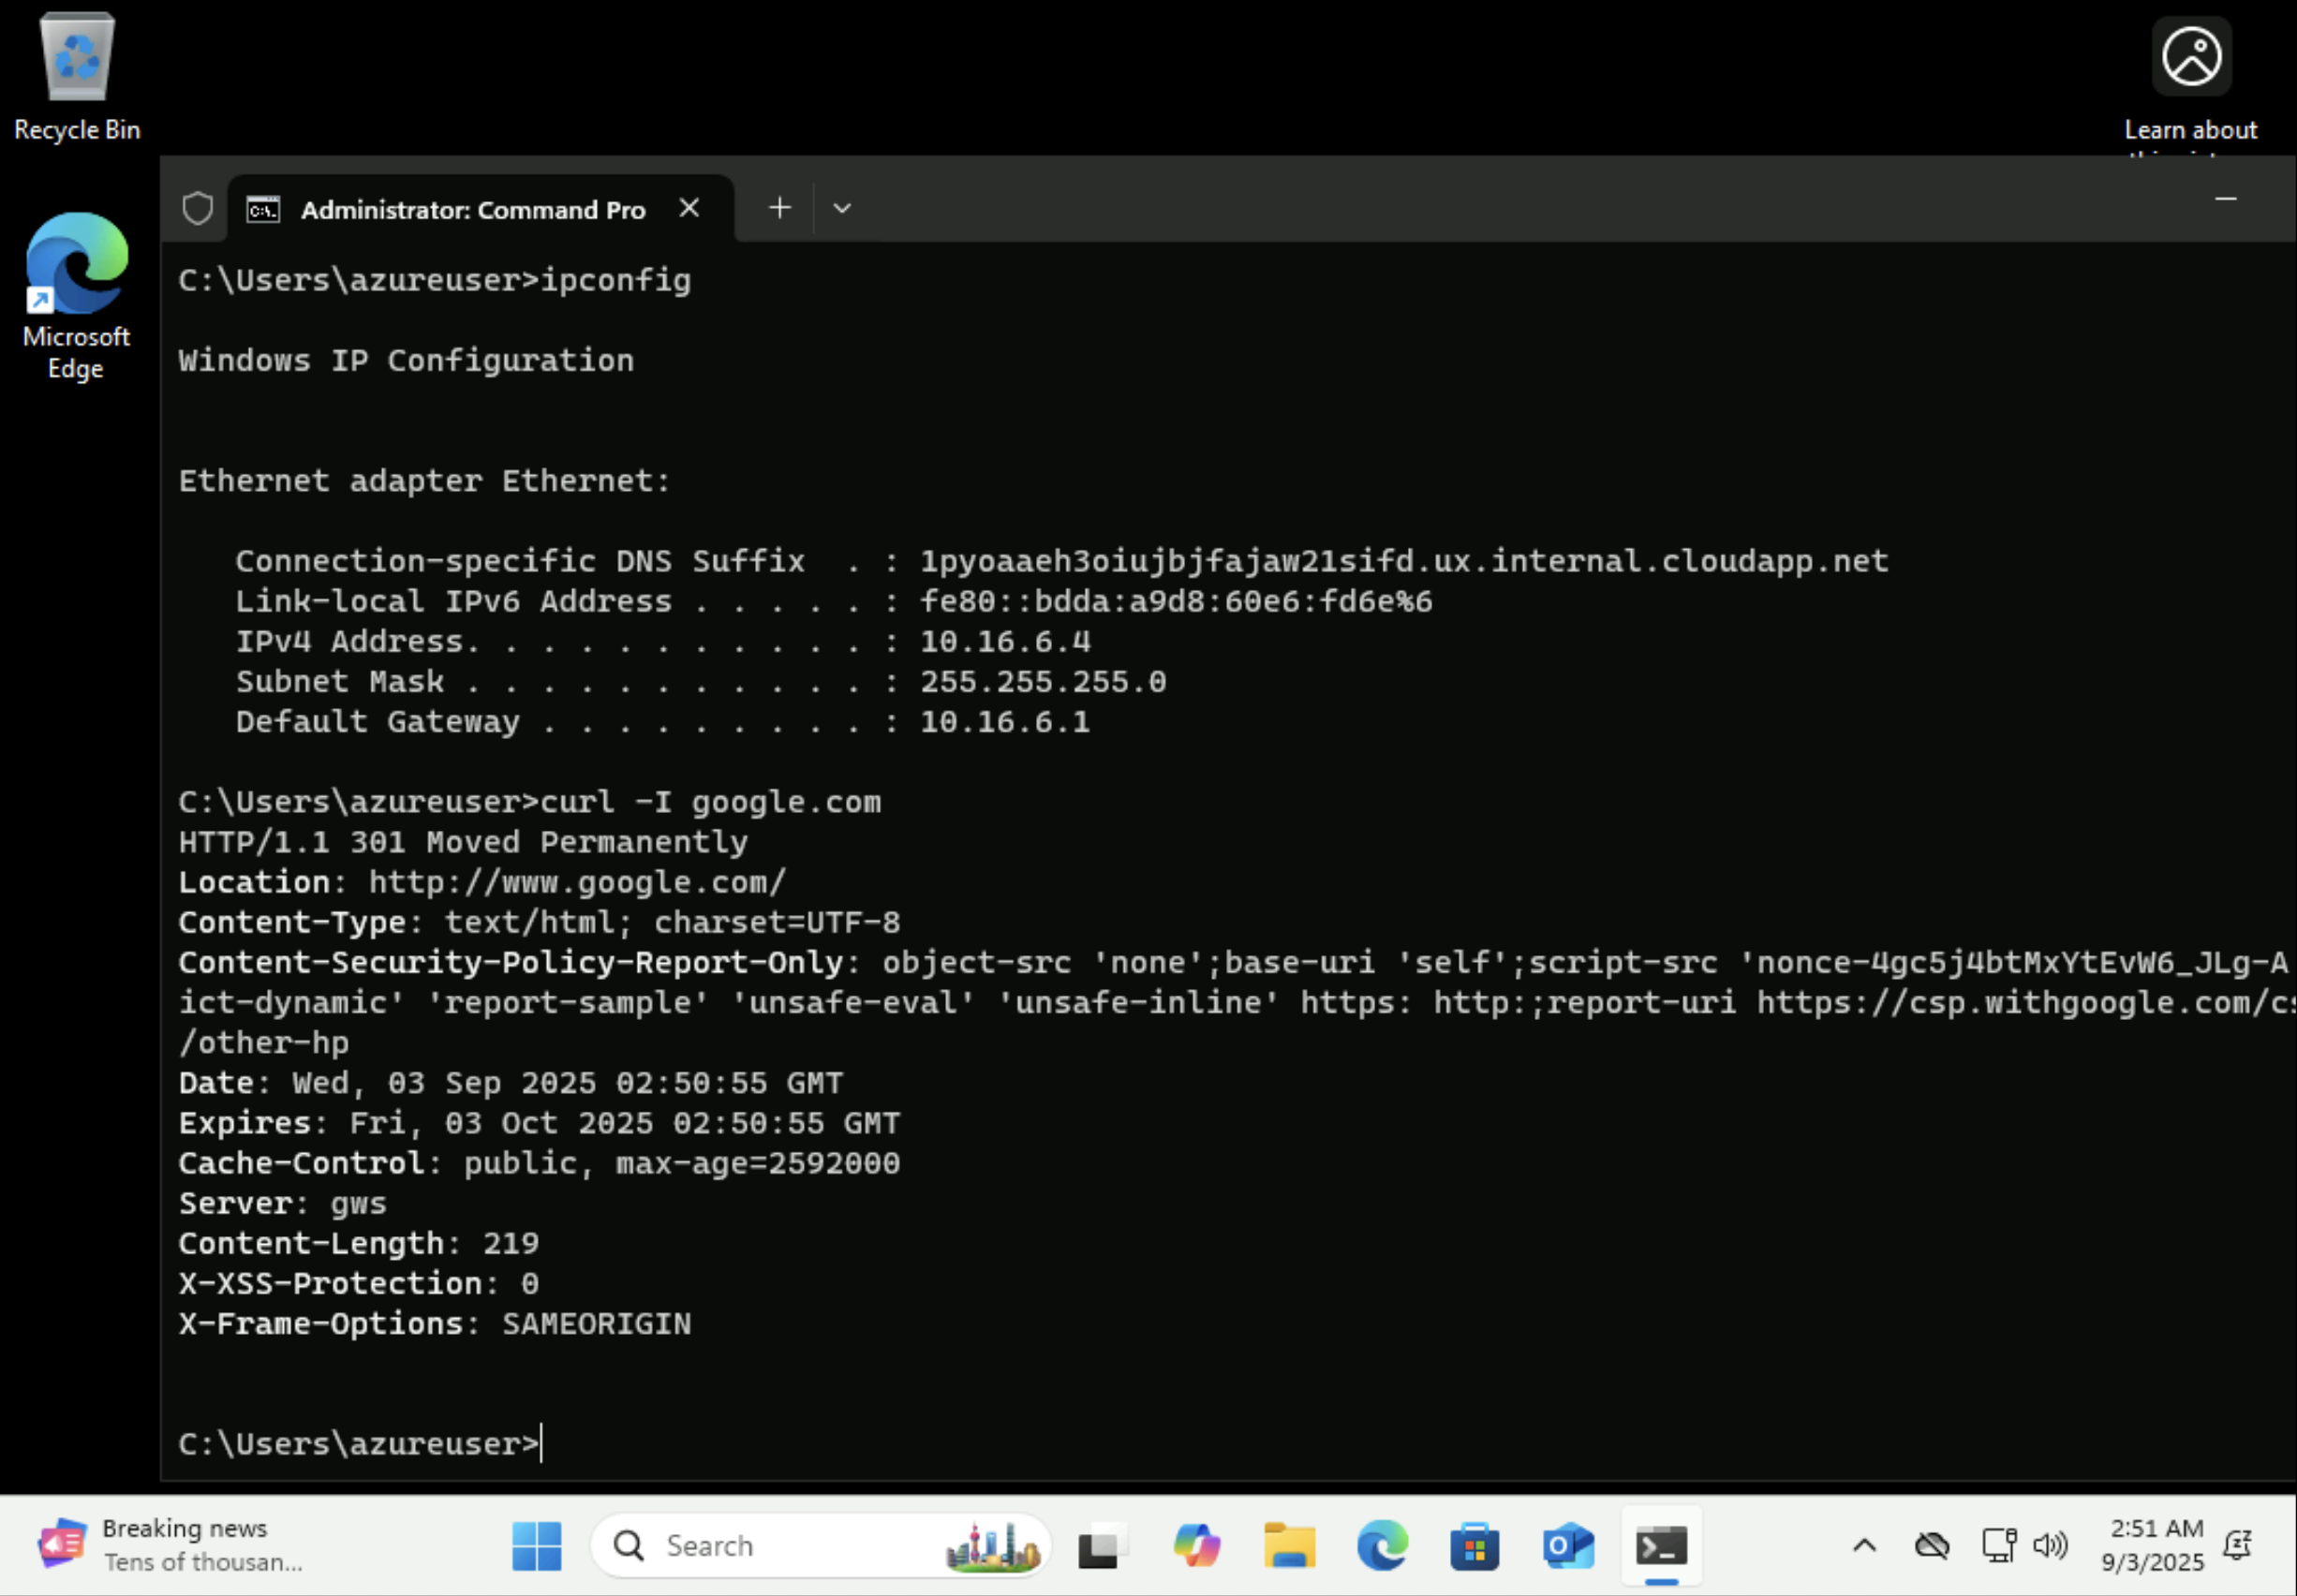 Recycle Bin
Learn about
Microsoft
Edge
Administrator: Command Pro
C:\Users\azureuser>ipconfig
Windows IP Configuration
Ethernet adapter Ethernet:
Connection-specific DNS Suffix  . : 1pyoaaeh3oiujbjfajaw21sifd.ux.internal.cloudapp.net
Link-local IPv6 Address . . . . . : fe80::bdda:a9d8:60e6:fd6e%6
IPv4 Address. . . . . . . . . . . : 10.16.6.4
Subnet Mask . . . . . . . . . . . : 255.255.255.0
Default Gateway . . . . . . . . . : 10.16.6.1
C:\Users\azureuser>curl -I google.com
HTTP/1.1 301 Moved Permanently
Location: http://www.google.com/
Content-Type: text/html; charset=UTF-8
Content-Security-Policy-Report-Only: object-src 'none';base-uri 'self';script-src 'nonce-4gc5j4btMxYtEvW6_JLg-A
ict-dynamic' 'report-sample' 'unsafe-eval' 'unsafe-inline' https: http:;report-uri https://csp.withgoogle.com/cs
/other-hp
Date: Wed, 03 Sep 2025 02:50:55 GMT
Expires: Fri, 03 Oct 2025 02:50:55 GMT
Cache-Control: public, max-age=2592000
Server: gws
Content-Length: 219
X-XSS-Protection: 0
X-Frame-Options: SAMEORIGIN
C:\Users\azureuser>
Breaking news
Tens of thousan...
Search
2:51 AM
9/3/2025